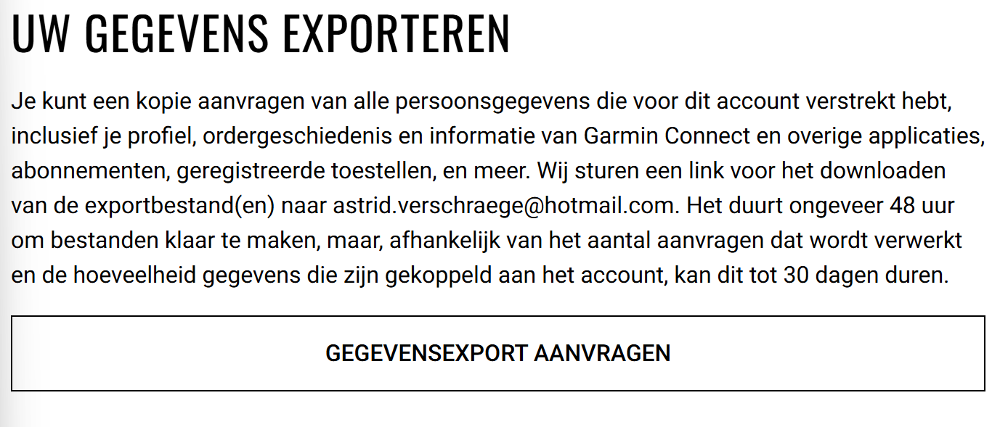 UW GEGEVENS EXPORTEREN
Je kunt een kopie aanvragen van alle persoonsgegevens die voor dit account verstrekt hebt,
inclusief je profiel, ordergeschiedenis en informatie van Garmin Connect en overige applicaties,
abonnementen, geregistreerde toestellen, en meer. Wij sturen een link voor het downloaden
van de exportbestand(en) naar astrid.verschraege@hotmail.com. Het duurt ongeveer 48 uur
om bestanden klaar te maken, maar, afhankelijk van het aantal aanvragen dat wordt verwerkt
en de hoeveelheid gegevens die zijn gekoppeld aan het account, kan dit tot 30 dagen duren.
GEGEVENSEXPORT AANVRAGEN